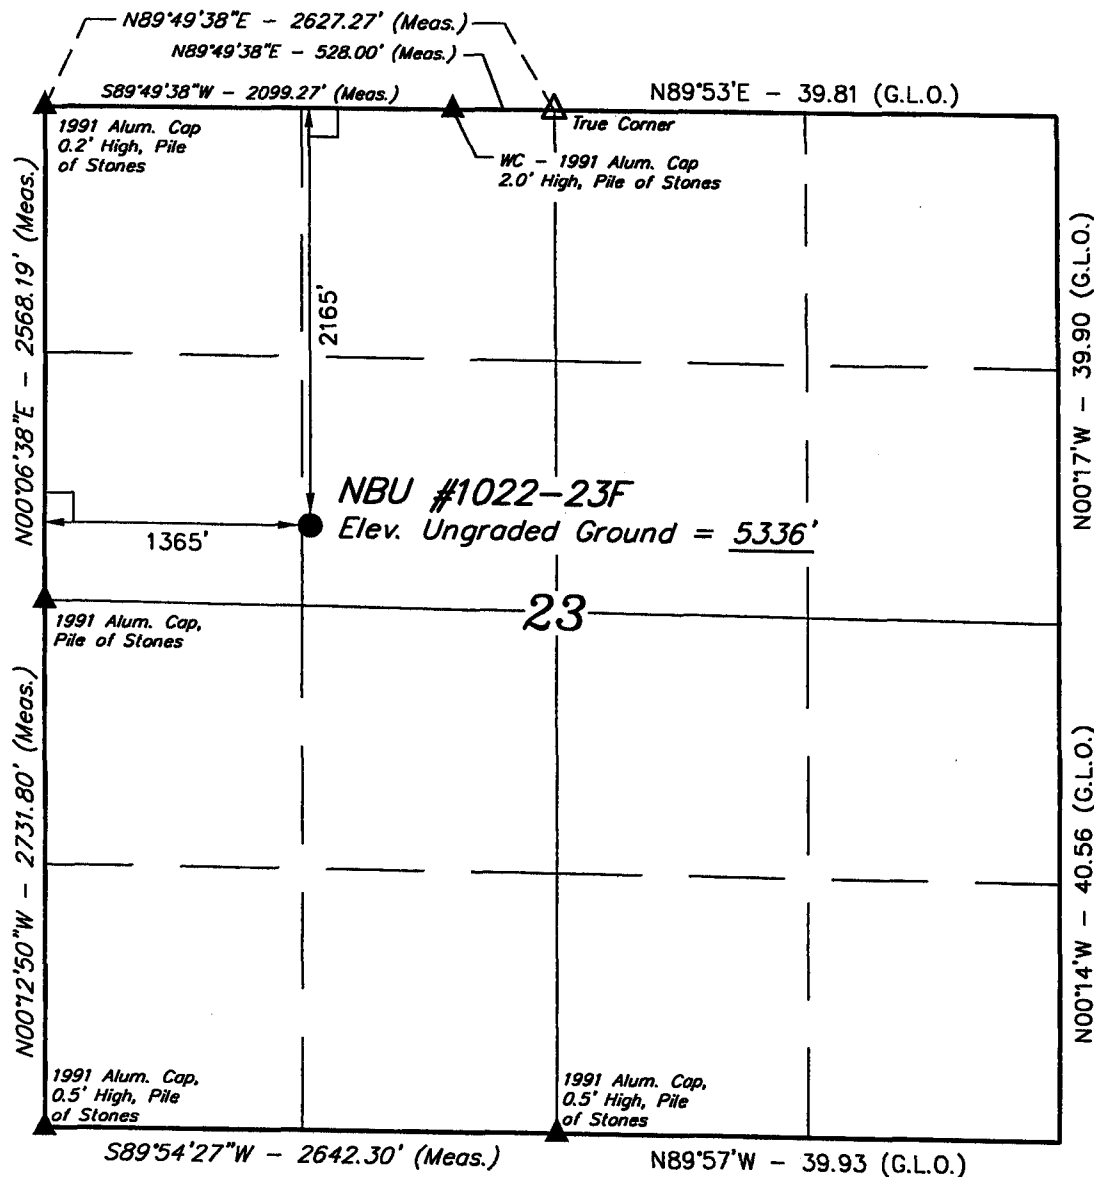 N89°49'38"E - 2627.27' (Meas.)
N89°49'38"E - 528.00' (Meas.)
S89°49'38"W - 2099.27' (Meas.)
N89°53'E - 39.81 (G.L.O.)
1991 Alum. Cap
0.2' High, Pile
of Stones
True Corner
WC - 1991 Alum. Cap
2.0' High, Pile of Stones
N00°06'38"E - 2568.19' (Meas.)
2165'
N00°17'W - 39.90 (G.L.O.)
NBU #1022-23F
Elev. Ungraded Ground = 5336'
1365'
23
1991 Alum. Cap,
Pile of Stones
N00°12'50"W - 2731.80' (Meas.)
N00°14'W - 40.56 (G.L.O.)
1991 Alum. Cap,
0.5' High, Pile
of Stones
1991 Alum. Cap,
0.5' High, Pile
of Stones
S89°54'27"W - 2642.30' (Meas.)
N89°57'W - 39.93 (G.L.O.)